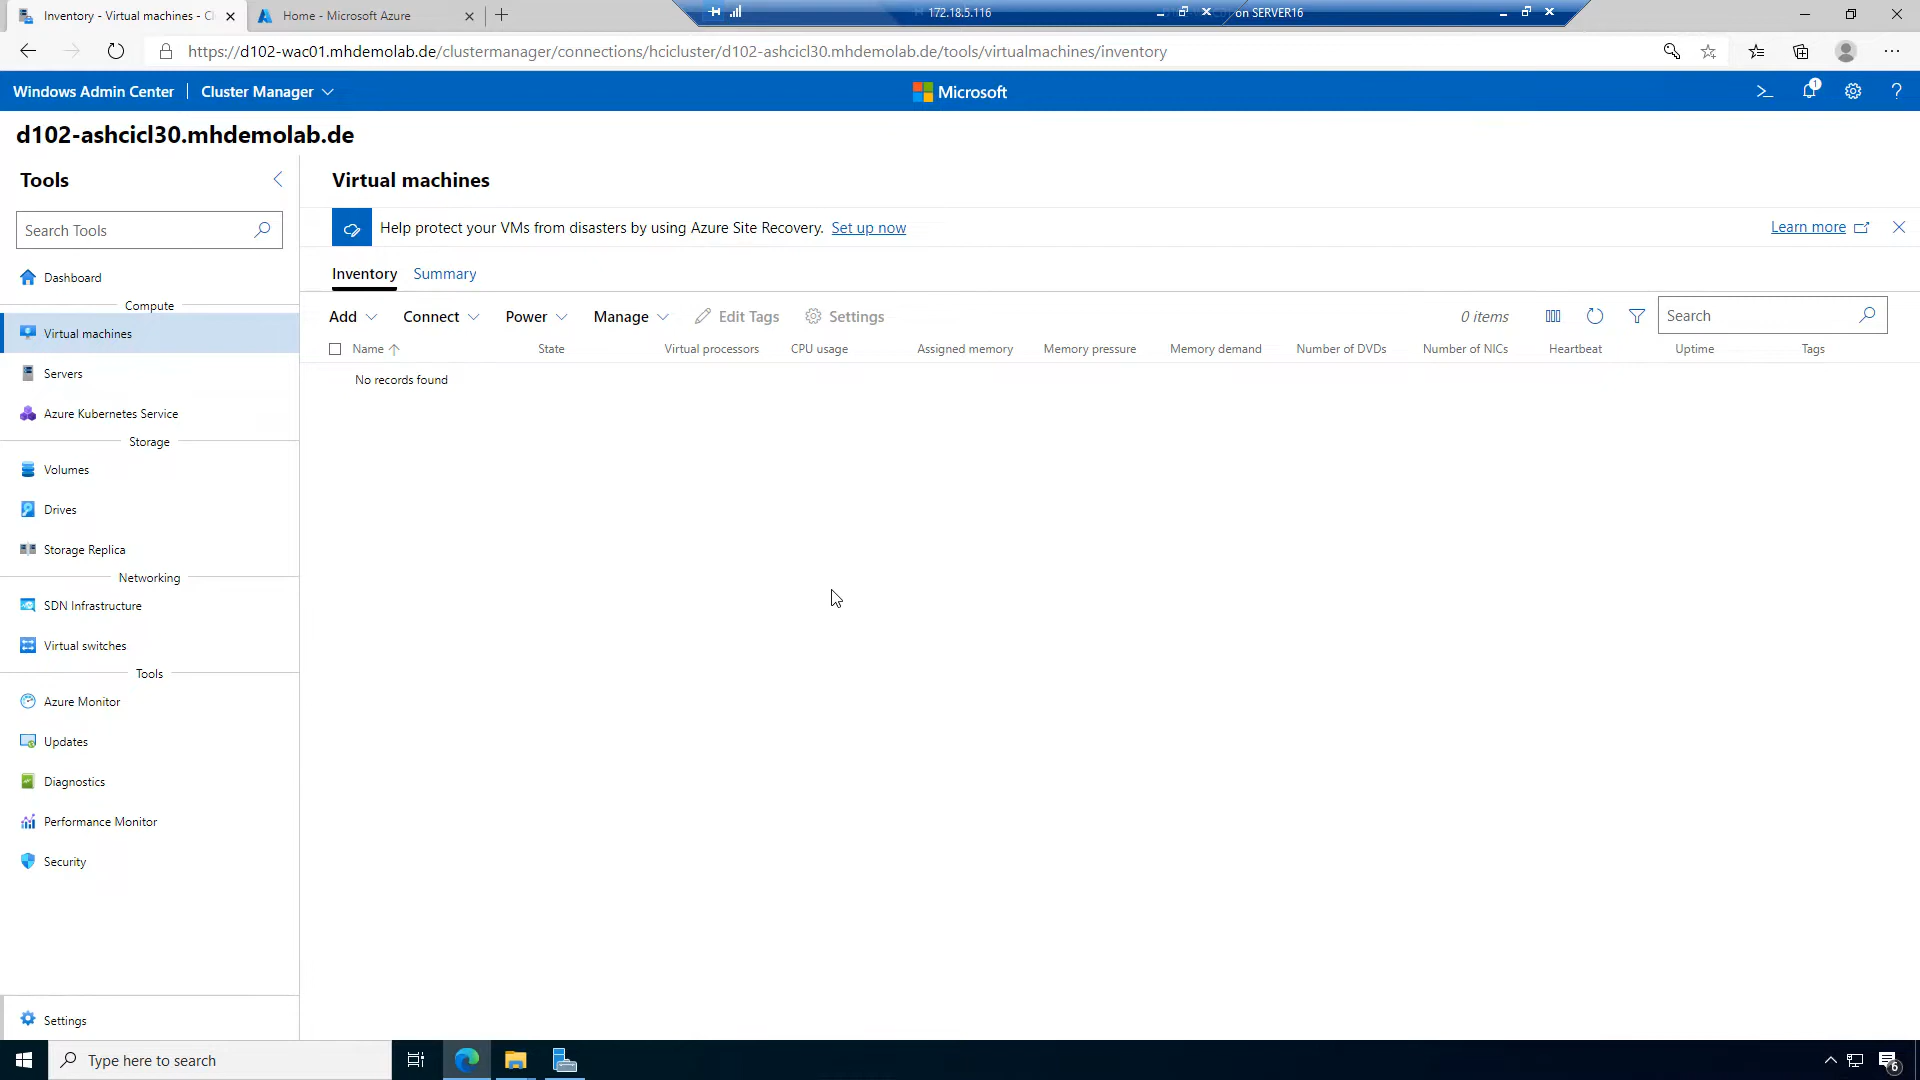 Inventory - Virtual machines - Cl
Home - Microsoft Azure
172.18.5.116
on SERVER16
https://d102-wac01.mhdemolab.de/clustermanager/connections/hcicluster/d102-ashcicl30.mhdemolab.de/tools/virtualmachines/inventory
Windows Admin Center
Cluster Manager
Microsoft
1
?
d102-ashcicl30.mhdemolab.de
Tools
Search Tools
Dashboard
Compute
Virtual machines
Servers
Azure Kubernetes Service
Storage
Volumes
Drives
Storage Replica
Networking
SDN Infrastructure
Virtual switches
Tools
Azure Monitor
Updates
Diagnostics
Performance Monitor
Security
Settings
Virtual machines
Help protect your VMs from disasters by using Azure Site Recovery. Set up now
Learn more
Inventory Summary
Add Connect Power Manage Edit Tags Settings
0 items
Search
Name State Virtual processors CPU usage Assigned memory Memory pressure Memory demand Number of DVDs Number of NICs Heartbeat Uptime Tags
No records found
Type here to search
6